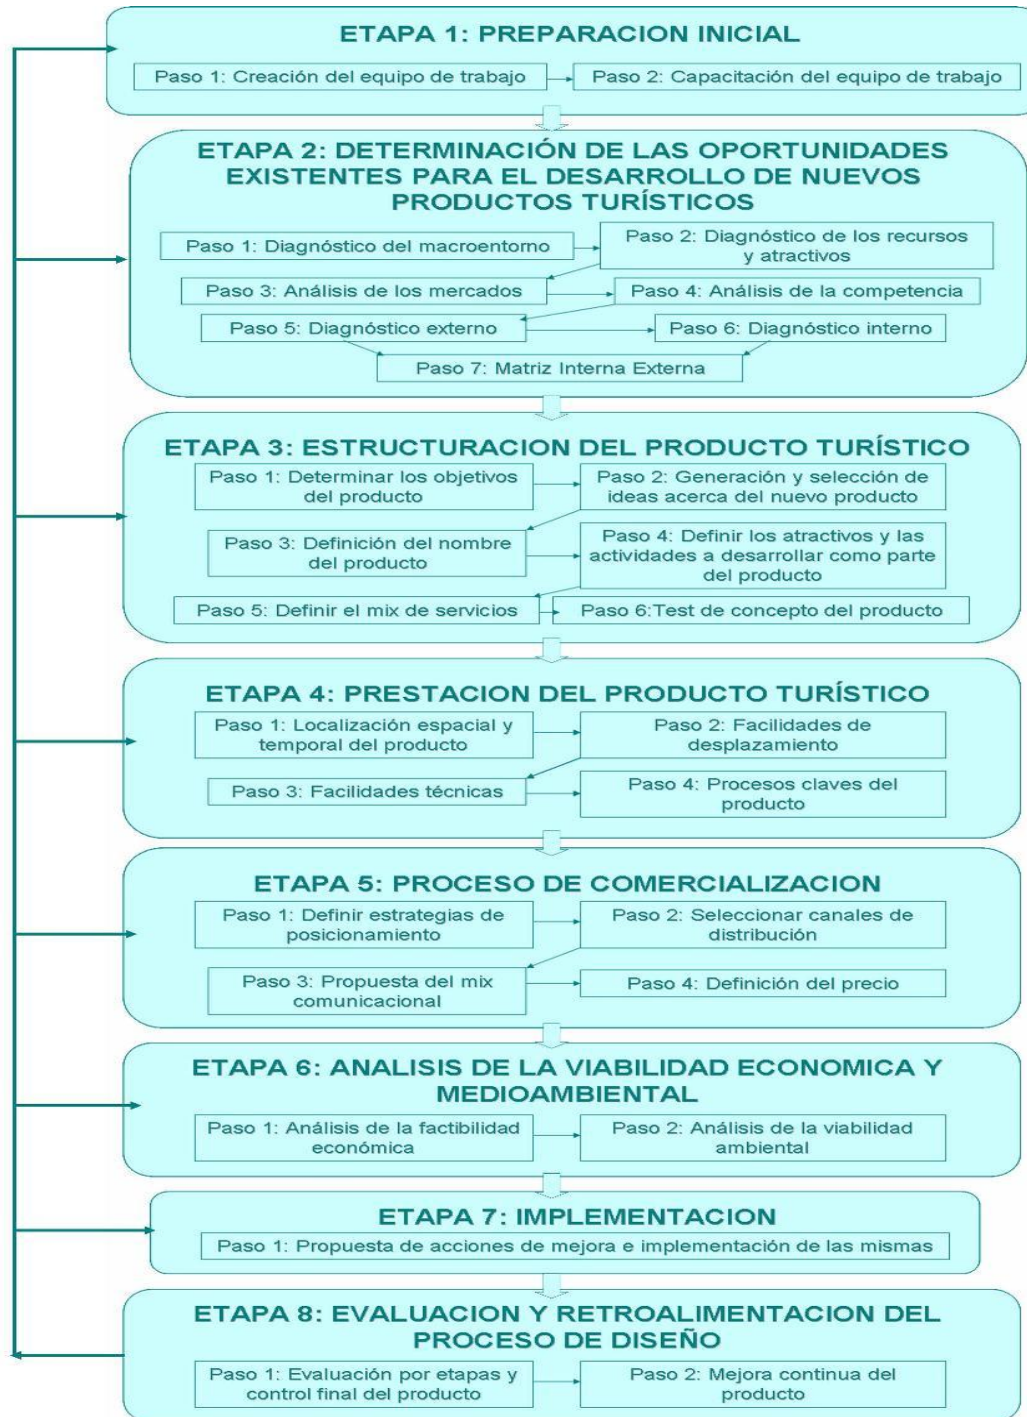 ETAPA 1: PREPARACION INICIAL
Paso 1: Creación del equipo de trabajo
Paso 2: Capacitación del equipo de trabajo
ETAPA 2: DETERMINACIÓN DE LAS OPORTUNIDADES
EXISTENTES PARA EL DESARROLLO DE NUEVOS
PRODUCTOS TURÍSTICOS
Paso 1: Diagnóstico del macroentorno
Paso 2: Diagnóstico de los recursos
y atractivos
Paso 3: Análisis de los mercados
Paso 4: Análisis de la competencia
Paso 5: Diagnóstico externo
Paso 6: Diagnóstico interno
Paso 7: Matriz Interna Externa
ETAPA 3: ESTRUCTURACION DEL PRODUCTO TURÍSTICO
Paso 1: Determinar los objetivos
del producto
Paso 2: Generación y selección de
ideas acerca del nuevo producto
Paso 3: Definición del nombre
del producto
Paso 4: Definir los atractivos y las
actividades a desarrollar como parte
del producto
Paso 5: Definir el mix de servicios
Paso 6:Test de concepto del producto
ETAPA 4: PRESTACION DEL PRODUCTO TURÍSTICO
Paso 1: Localización espacial y
temporal del producto
Paso 2: Facilidades de
desplazamiento
Paso 3: Facilidades técnicas
Paso 4: Procesos claves del
producto
ETAPA 5: PROCESO DE COMERCIALIZACION
Paso 1: Definir estrategias de
posicionamiento
Paso 2: Seleccionar canales de
distribución
Paso 3: Propuesta del mix
comunicacional
Paso 4: Definición del precio
ETAPA 6: ANALISIS DE LA VIABILIDAD ECONOMICA Y
MEDIOAMBIENTAL
Paso 1: Análisis de la factibilidad
económica
Paso 2: Análisis de la viabilidad
ambiental
ETAPA 7: IMPLEMENTACION
Paso 1: Propuesta de acciones de mejora e implementación de las mismas
ETAPA 8: EVALUACION Y RETROALIMENTACION DEL
PROCESO DE DISEÑO
Paso 1: Evaluación por etapas y
control final del producto
Paso 2: Mejora continua del
producto